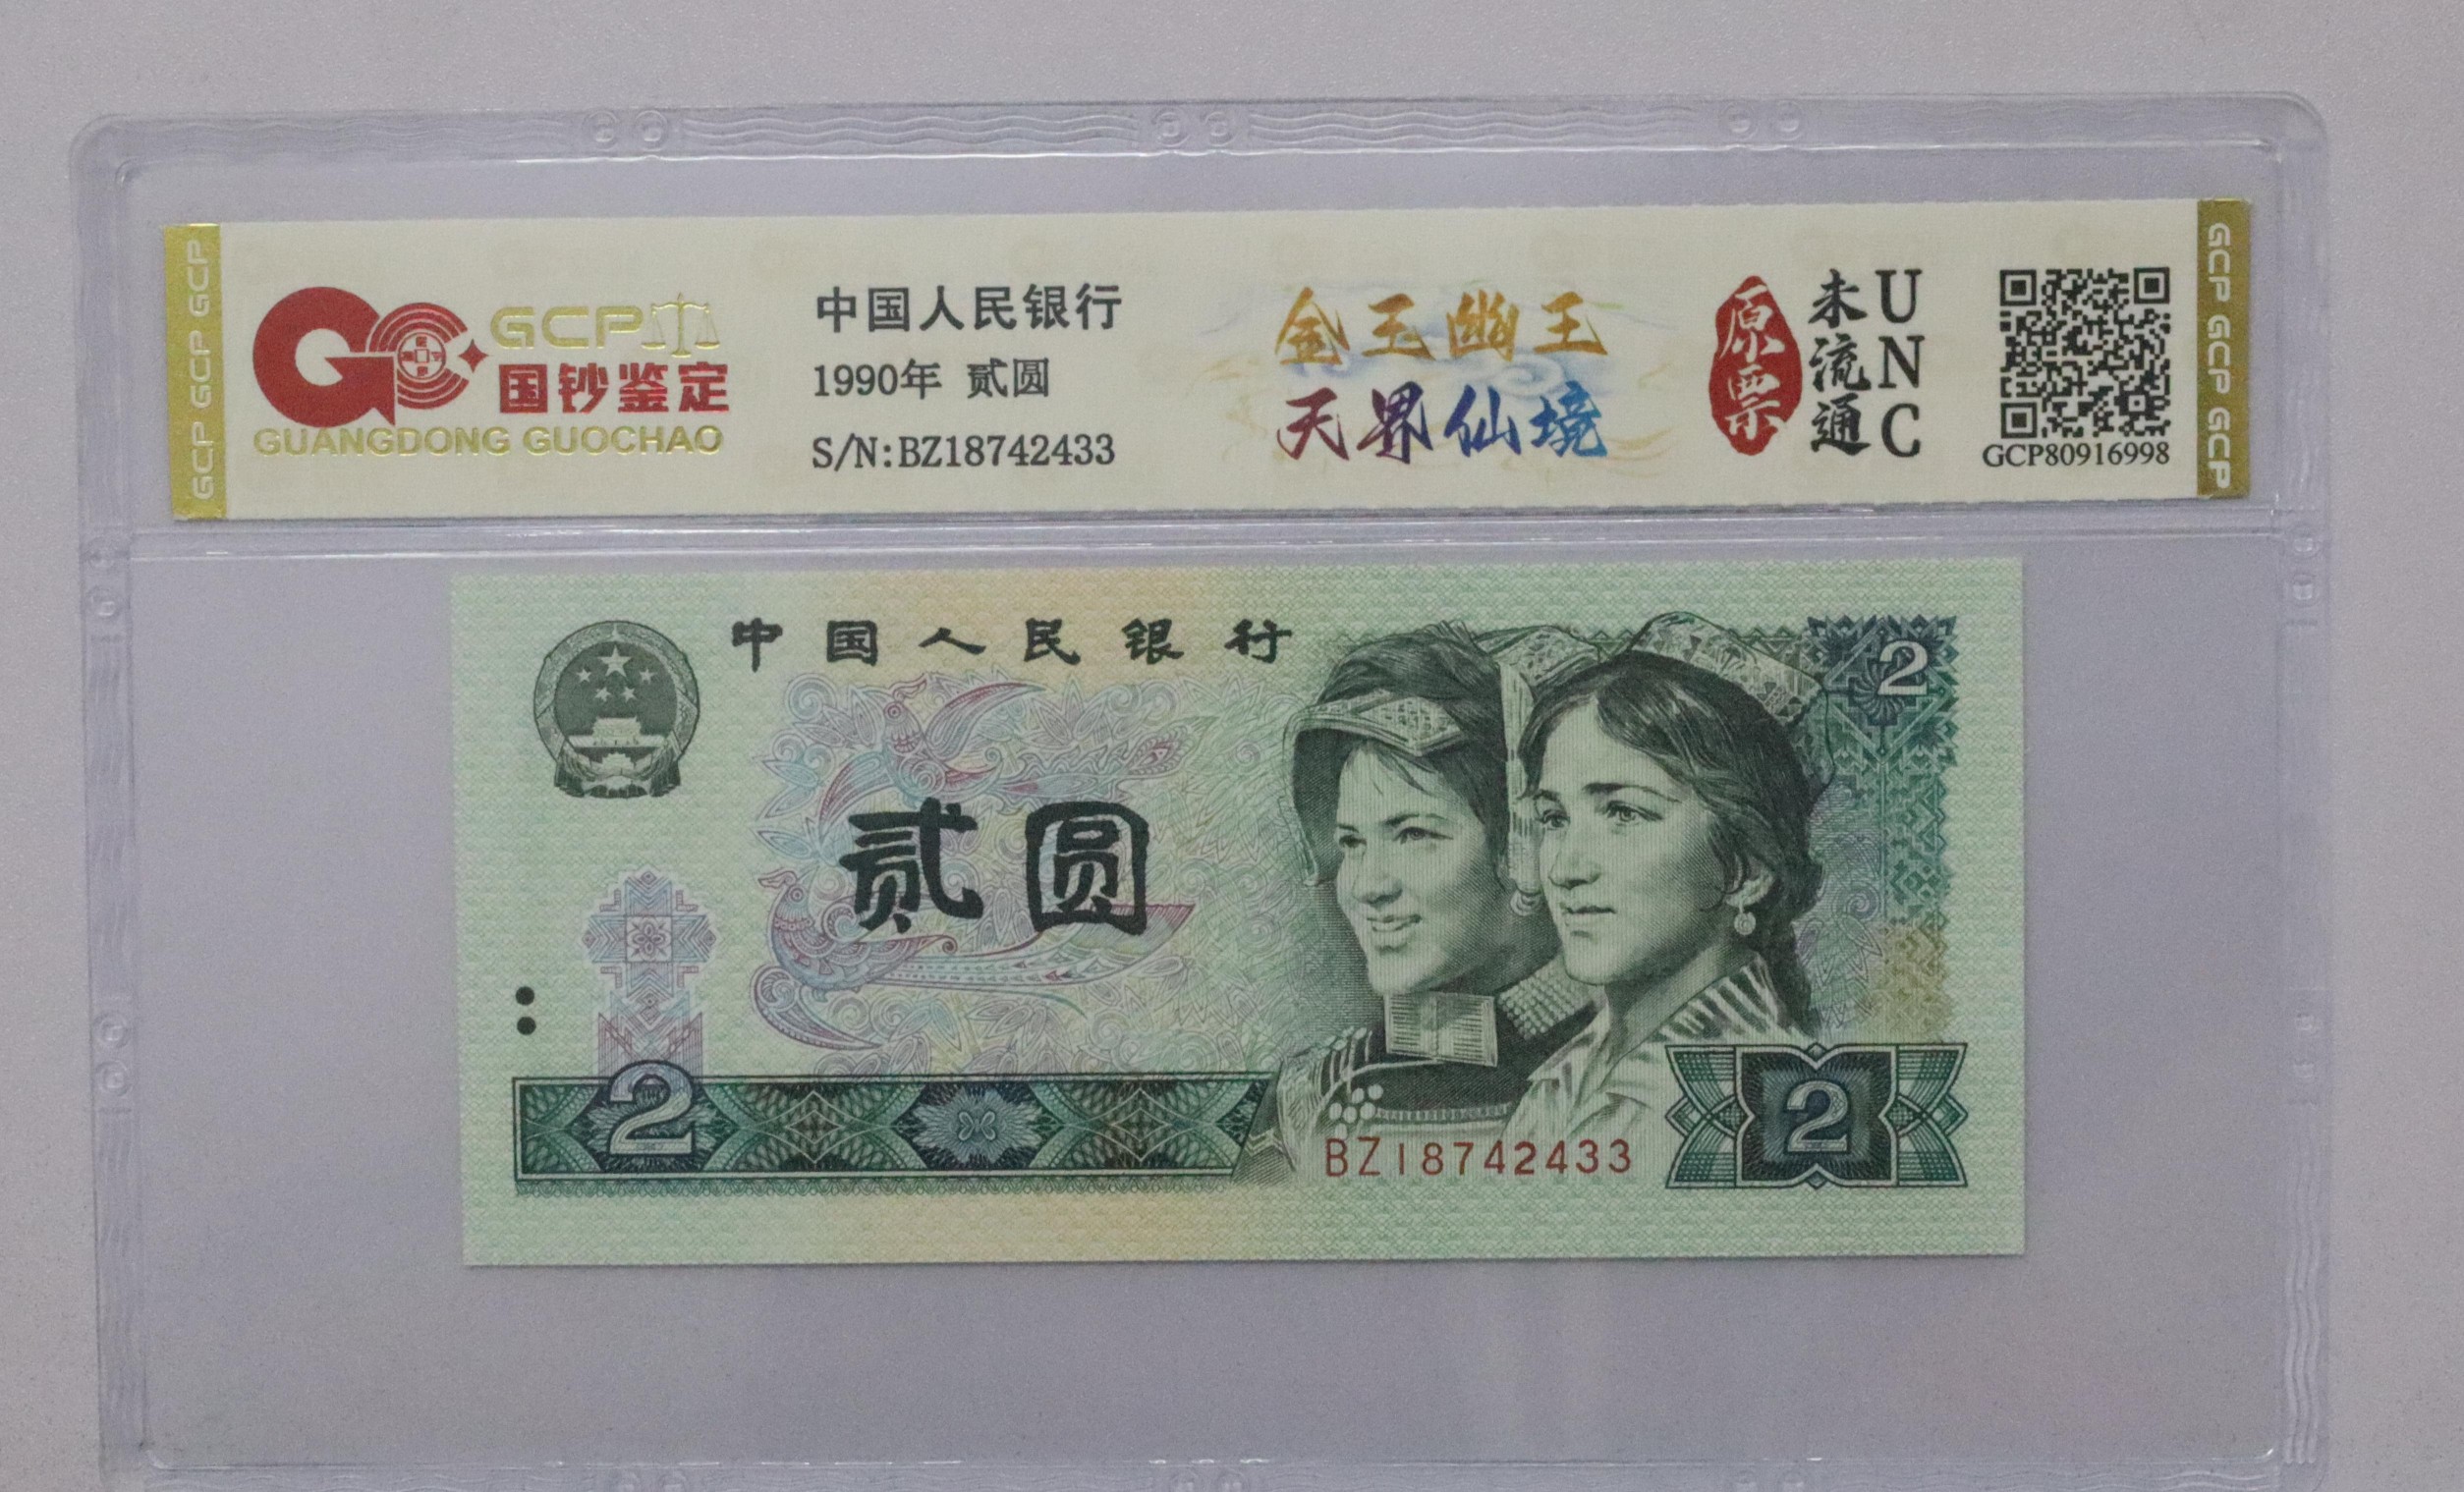 GCP
国钞鉴定
GUANGDONG GUOCHAO
中国人民银行
1990年 贰圆
S/N:BZ18742433
金玉幽王
天界仙境
原票
未流通
UNC
GCP80916998
GCP GCP GCP
GCP GCP GCP
中国人民银行
2
贰圆
2
BZ18742433
2